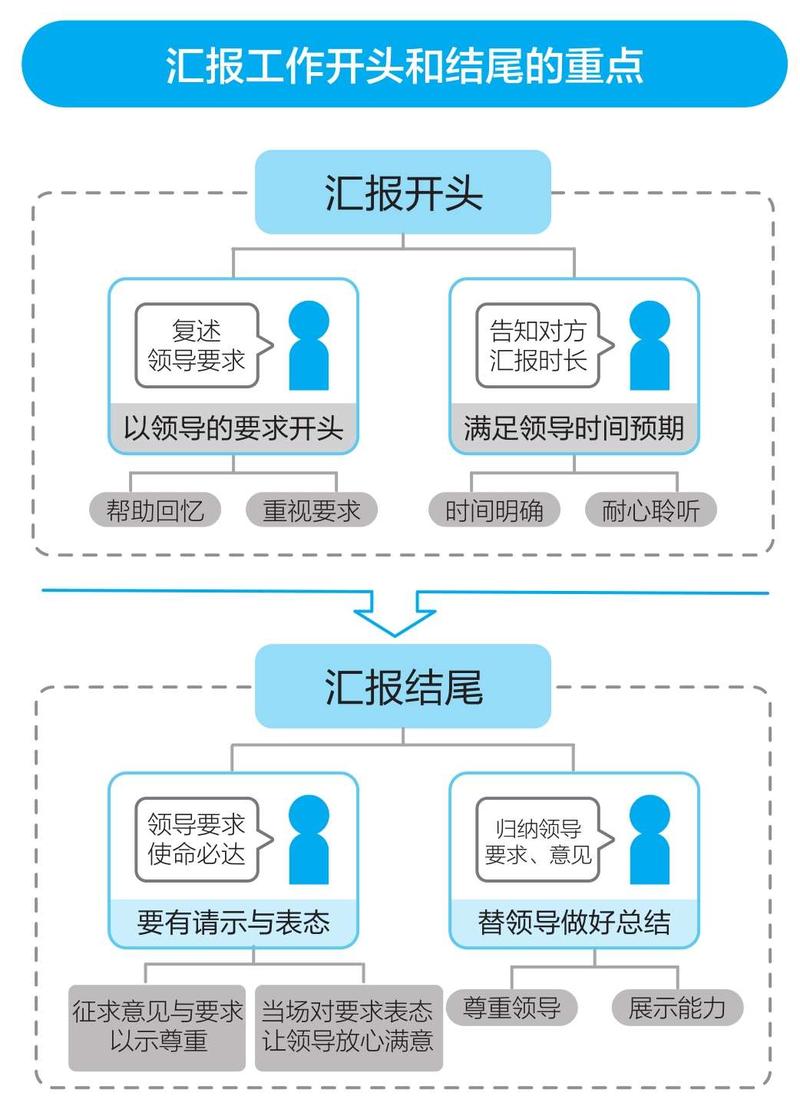 汇报工作开头和结尾的重点
汇报开头
复述
领导要求
以领导的要求开头
帮助回忆
重视要求
告知对方
汇报时长
满足领导时间预期
时间明确
耐心聆听
汇报结尾
领导要求
使命必达
要有请示与表态
征求意见与要求
以示尊重
当场对要求表态
让领导放心满意
归纳领导
要求、意见
替领导做好总结
尊重领导
展示能力